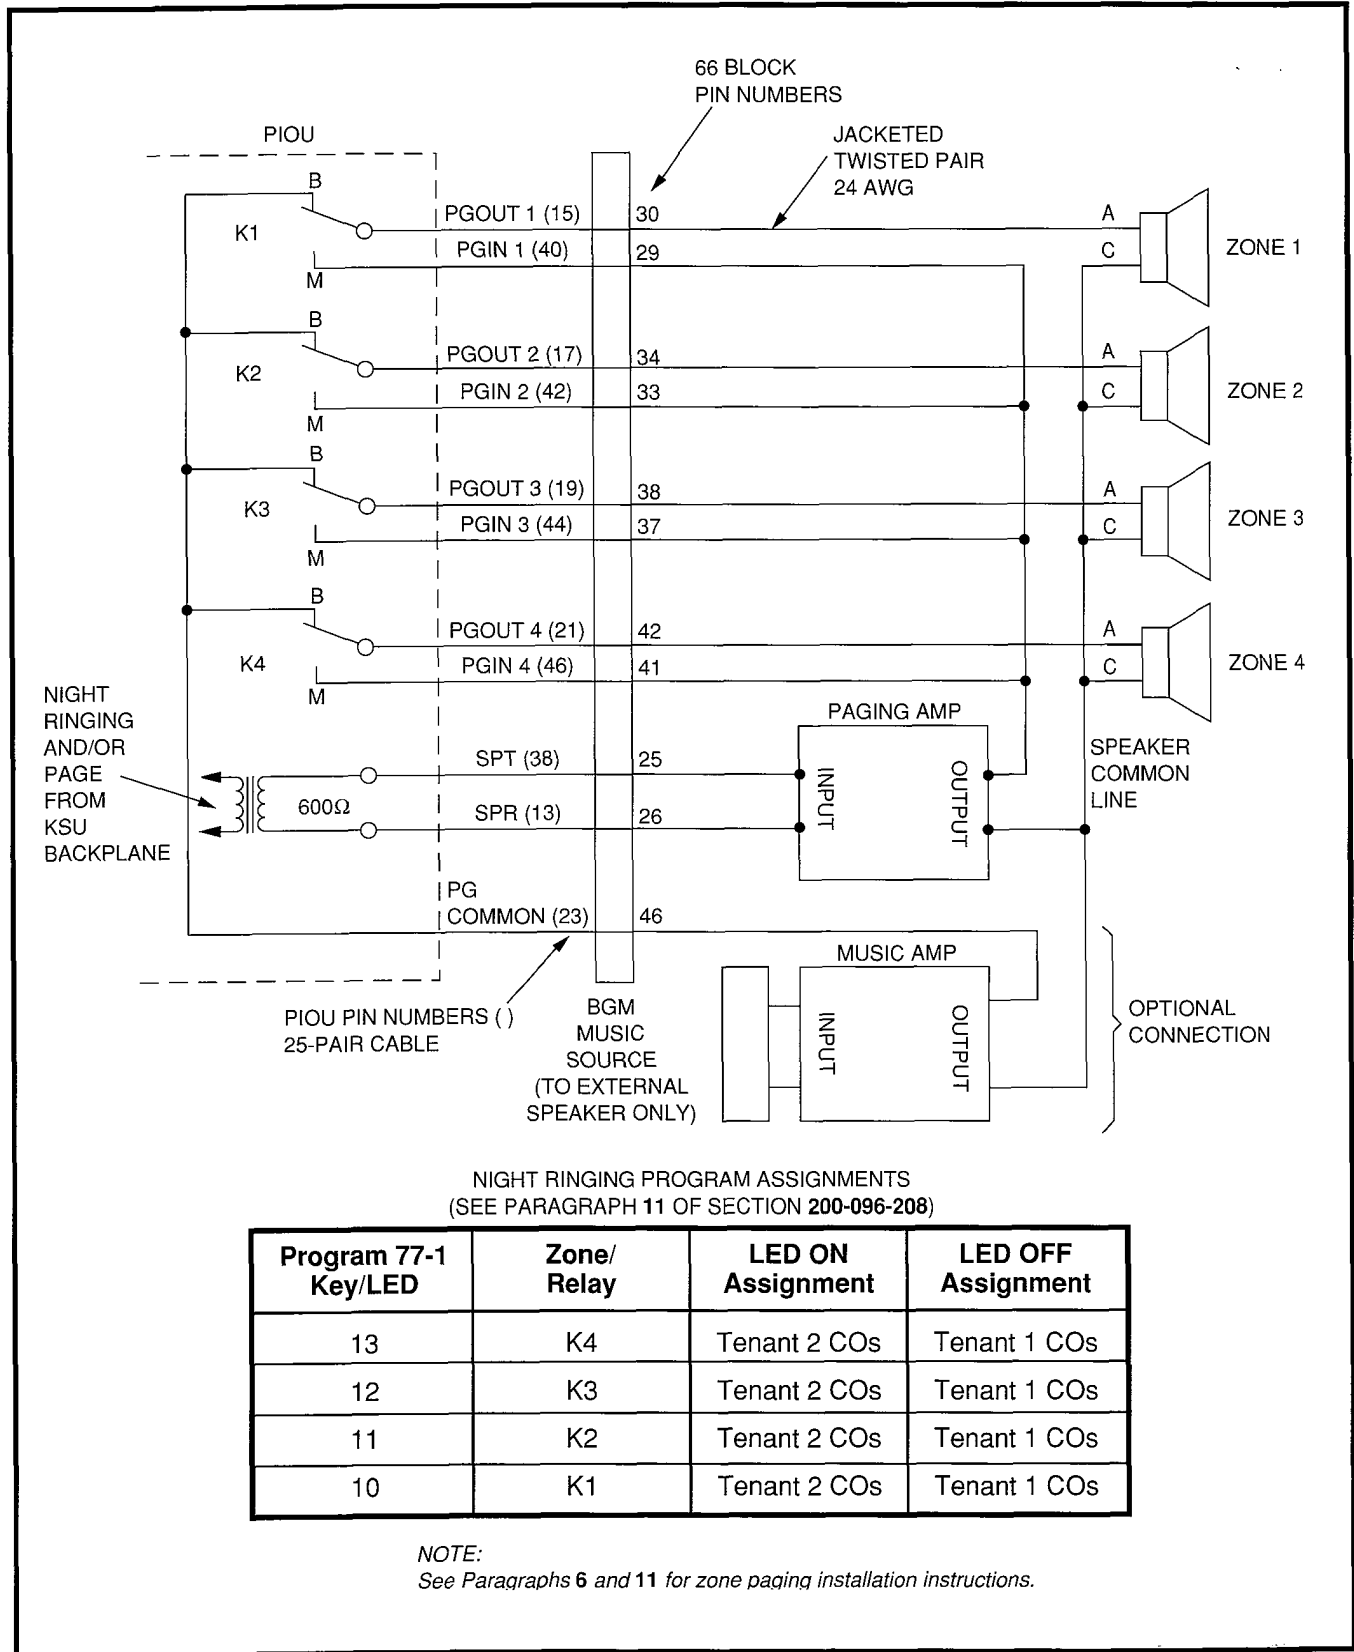 66 BLOCK
PIN NUMBERS
PIOU
JACKETED
TWISTED PAIR
24 AWG
B
K1
M
PGOUT 1 (15)
30
PGIN 1 (40)
29
A
C
ZONE 1
B
K2
M
PGOUT 2 (17)
34
PGIN 2 (42)
33
A
C
ZONE 2
B
K3
M
PGOUT 3 (19)
38
PGIN 3 (44)
37
A
C
ZONE 3
B
K4
M
PGOUT 4 (21)
42
PGIN 4 (46)
41
A
C
ZONE 4
NIGHT
RINGING
AND/OR
PAGE
FROM
KSU
BACKPLANE
600Ω
SPT (38)
25
SPR (13)
26
PAGING AMP
INPUT
OUTPUT
SPEAKER
COMMON
LINE
PG
COMMON (23)
46
MUSIC AMP
INPUT
OUTPUT
OPTIONAL
CONNECTION
PIOU PIN NUMBERS ( )
25-PAIR CABLE
BGM
MUSIC
SOURCE
(TO EXTERNAL
SPEAKER ONLY)
NIGHT RINGING PROGRAM ASSIGNMENTS
(SEE PARAGRAPH 11 OF SECTION 200-096-208)
Program 77-1 Zone/ LED ON LED OFF
Key/LED Relay Assignment Assignment
13 K4 Tenant 2 COs Tenant 1 COs
12 K3 Tenant 2 COs Tenant 1 COs
11 K2 Tenant 2 COs Tenant 1 COs
10 K1 Tenant 2 COs Tenant 1 COs
NOTE:
See Paragraphs 6 and 11 for zone paging installation instructions.